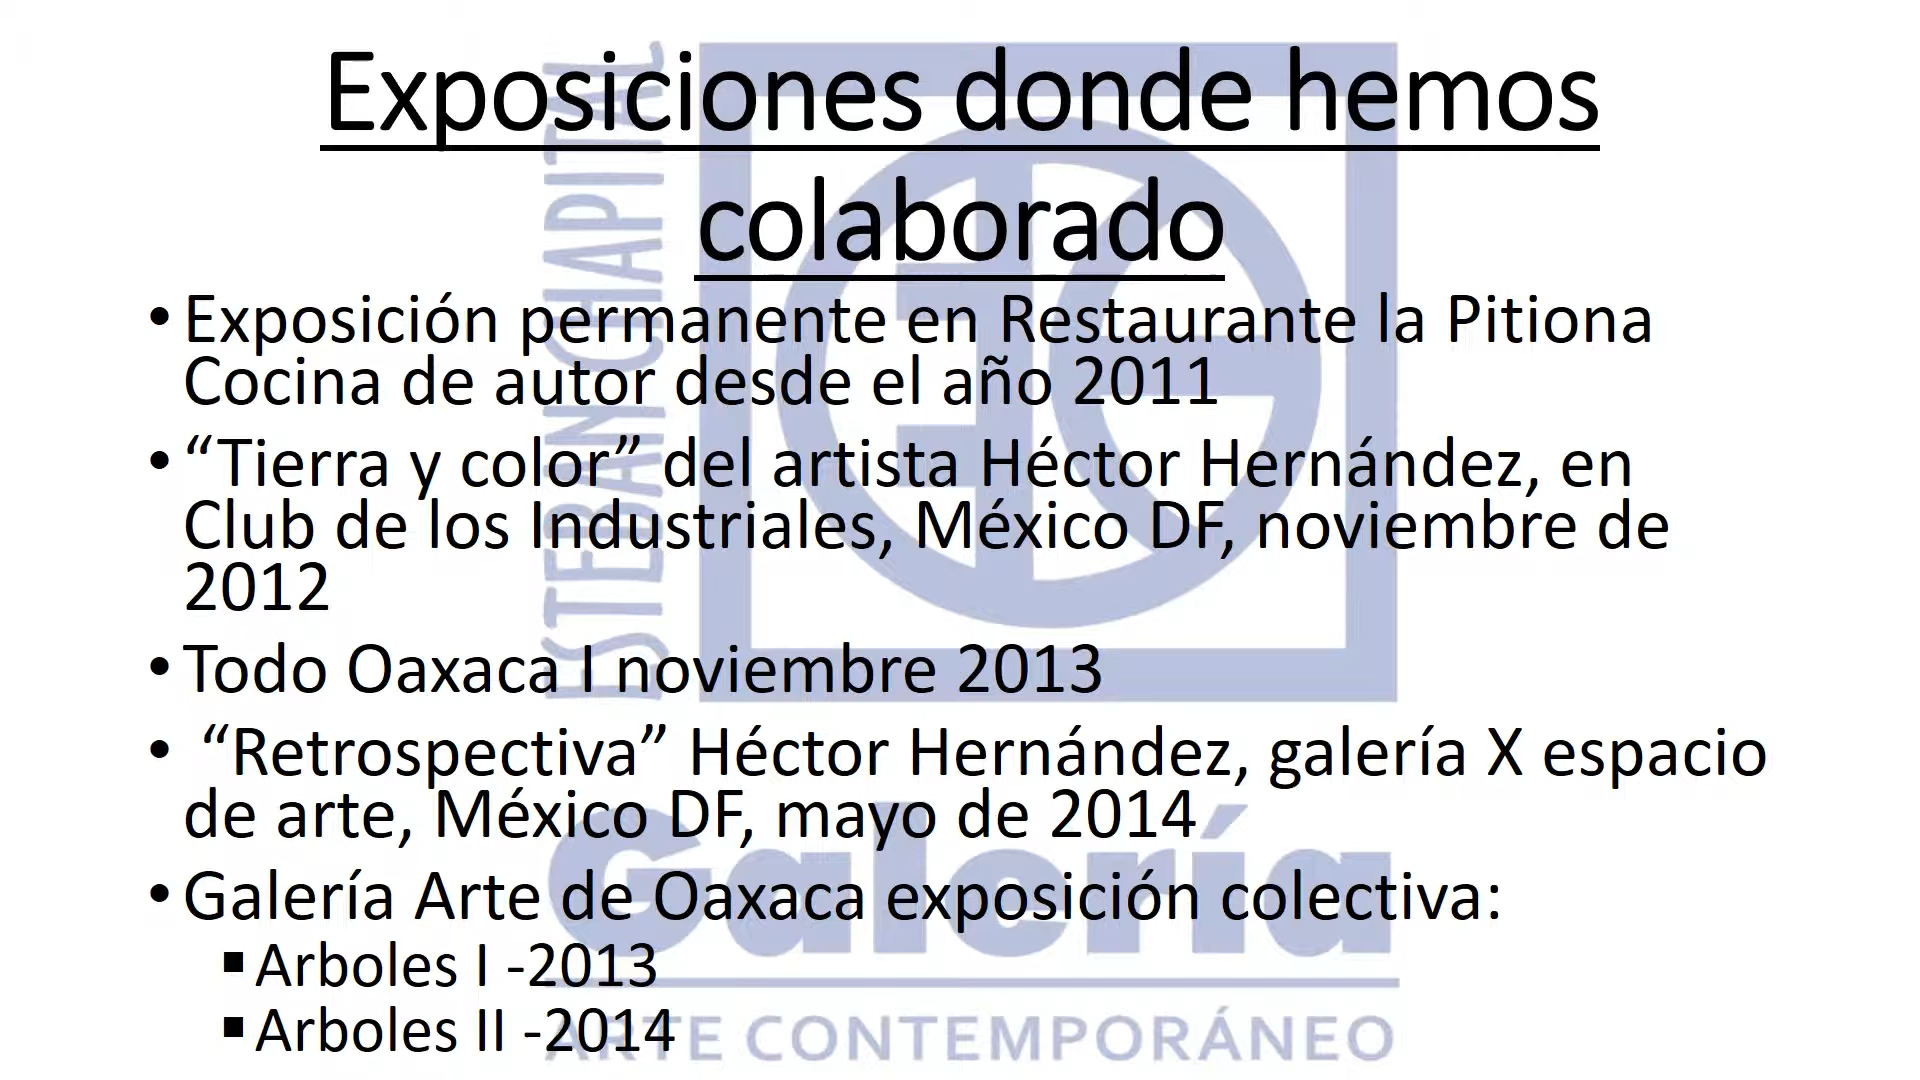 Exposiciones donde hemos
colaborado
• Exposición permanente en Restaurante la Pitiona
Cocina de autor desde el año 2011
• “Tierra y color” del artista Héctor Hernández, en
Club de los Industriales, México DF, noviembre de
2012
• Todo Oaxaca I noviembre 2013
• “Retrospectiva” Héctor Hernández, galería X espacio
de arte, México DF, mayo de 2014
• Galería Arte de Oaxaca exposición colectiva:
▪ Arboles I -2013
▪ Arboles II -2014
ESTEBAN CHAPITAL
Galería
ARTE CONTEMPORÁNEO